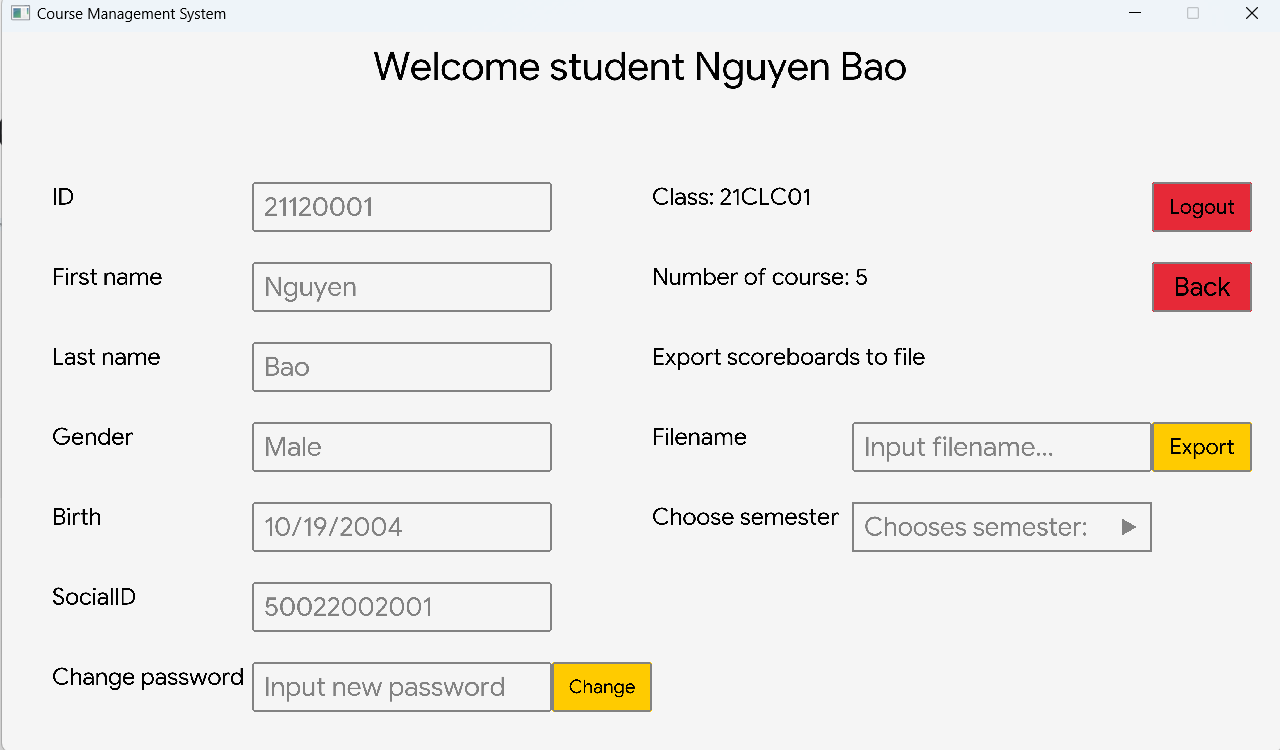 Course Management System
Welcome student Nguyen Bao
ID
21120001
Class: 21CLC01
Logout
First name
Nguyen
Number of course: 5
Back
Last name
Bao
Export scoreboards to file
Gender
Male
Filename
Input filename...
Export
Birth
10/19/2004
Choose semester
Chooses semester:
SocialID
50022002001
Change password
Input new password
Change